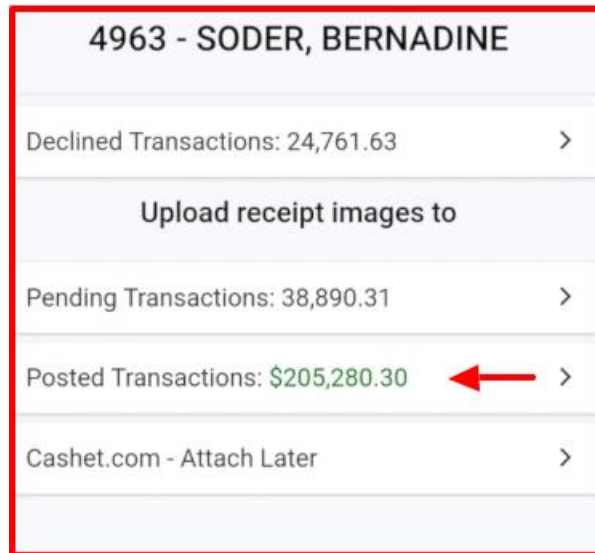 4963 - SODER, BERNADINE
Declined Transactions: 24,761.63
Upload receipt images to
Pending Transactions: 38,890.31
Posted Transactions: $205,280.30
Cashet.com - Attach Later